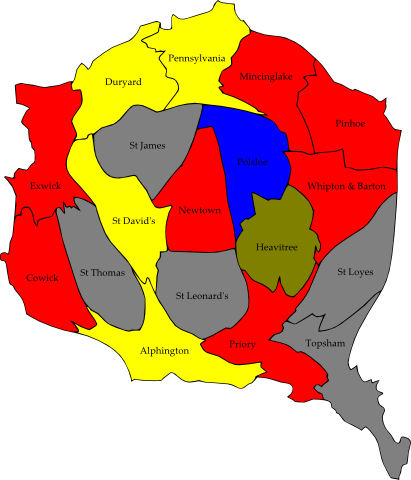 Pennsylvania
Mincinglake
Duryard
Pinhoe
St James
Polsloe
Exwick
Whipton & Barton
Newtown
St David's
Heavitree
St Thomas
St Loyes
Cowick
St Leonard's
Topsham
Priory
Alphington